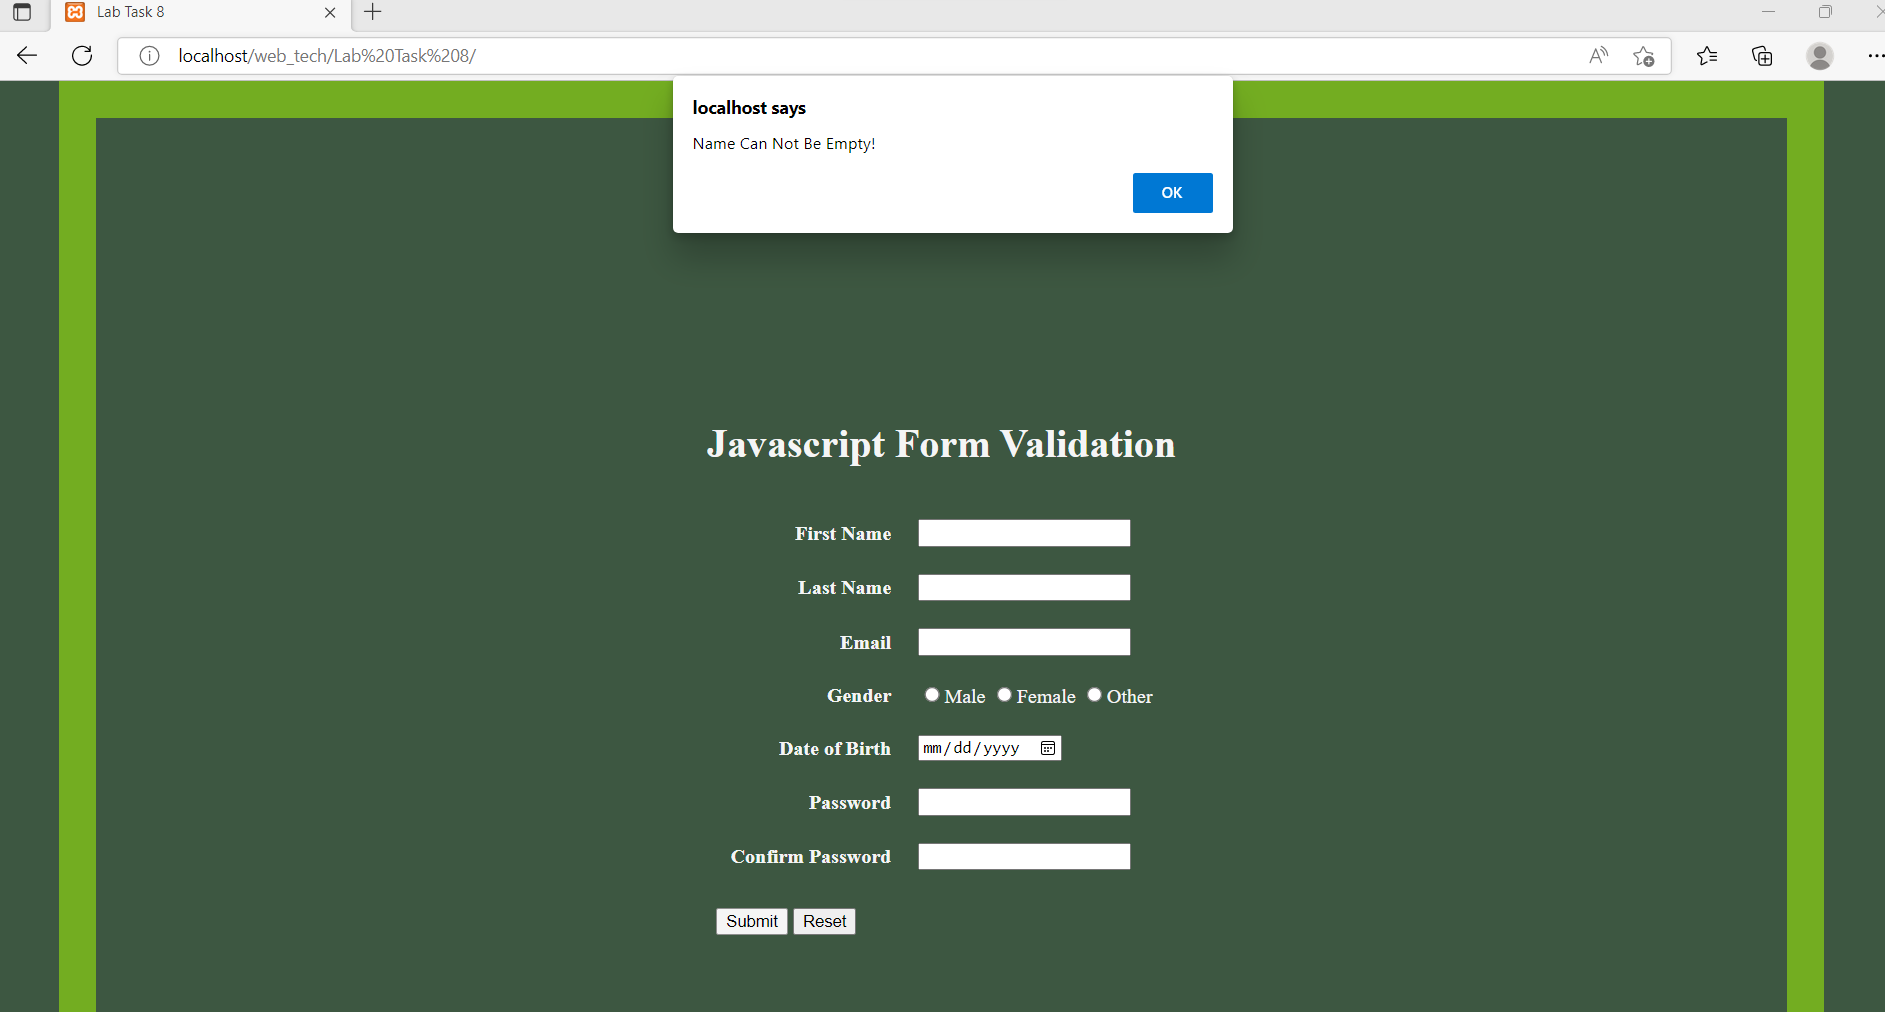 Lab Task 8
localhost/web_tech/Lab%20Task%208/
localhost says
Name Can Not Be Empty!
OK
Javascript Form Validation
First Name
Last Name
Email
Gender Male Female Other
Date of Birth mm/dd/yyyy
Password
Confirm Password
Submit Reset